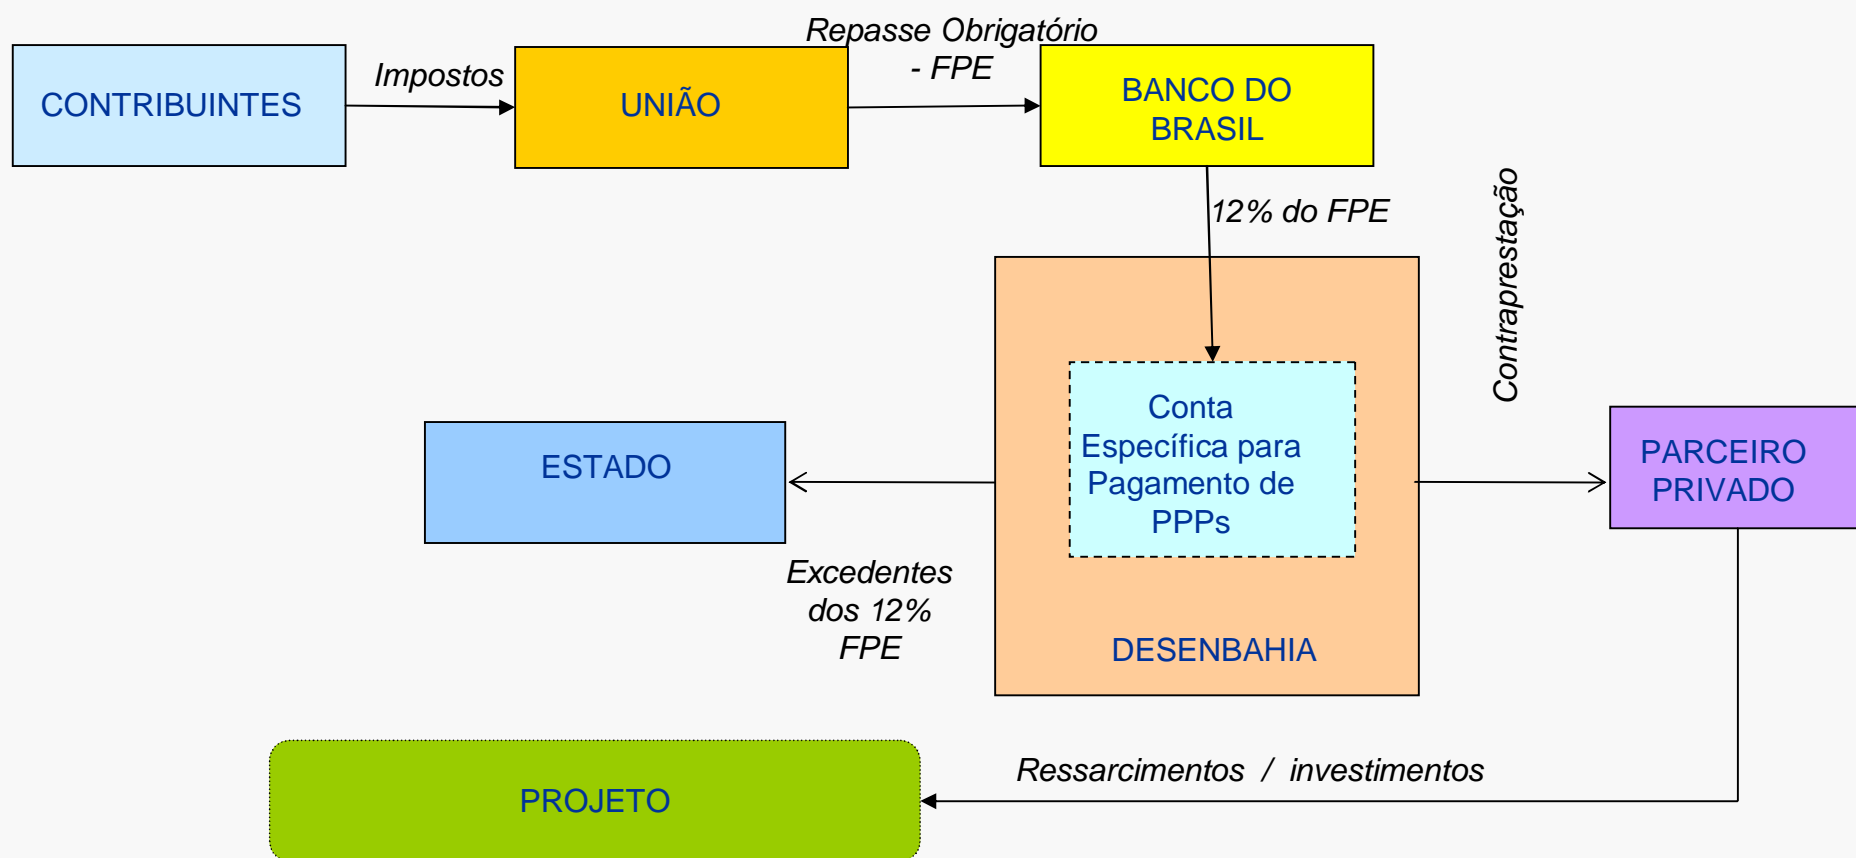 Repasse Obrigatório
- FPE
Impostos
CONTRIBUINTES
UNIÃO
BANCO DO
BRASIL
12% do FPE
Contraprestação
Conta
Específica para
Pagamento de
PPPs
ESTADO
PARCEIRO
PRIVADO
Excedentes
dos 12%
FPE
DESENBAHIA
Ressarcimentos / investimentos
PROJETO